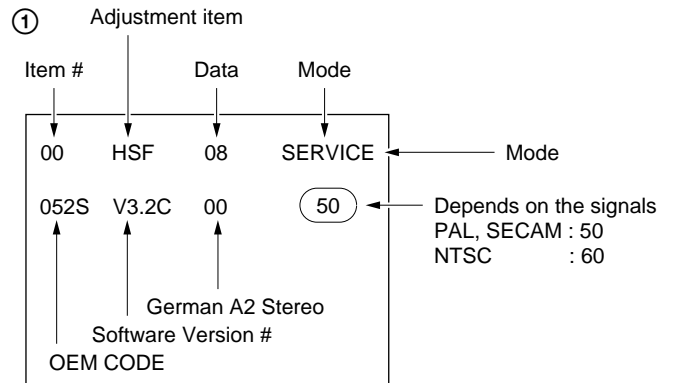 ① Adjustment item
Item # Data Mode
00 HSF 08 SERVICE Mode
052S V3.2C 00 50 Depends on the signals
PAL, SECAM : 50
NTSC : 60
German A2 Stereo
Software Version #
OEM CODE